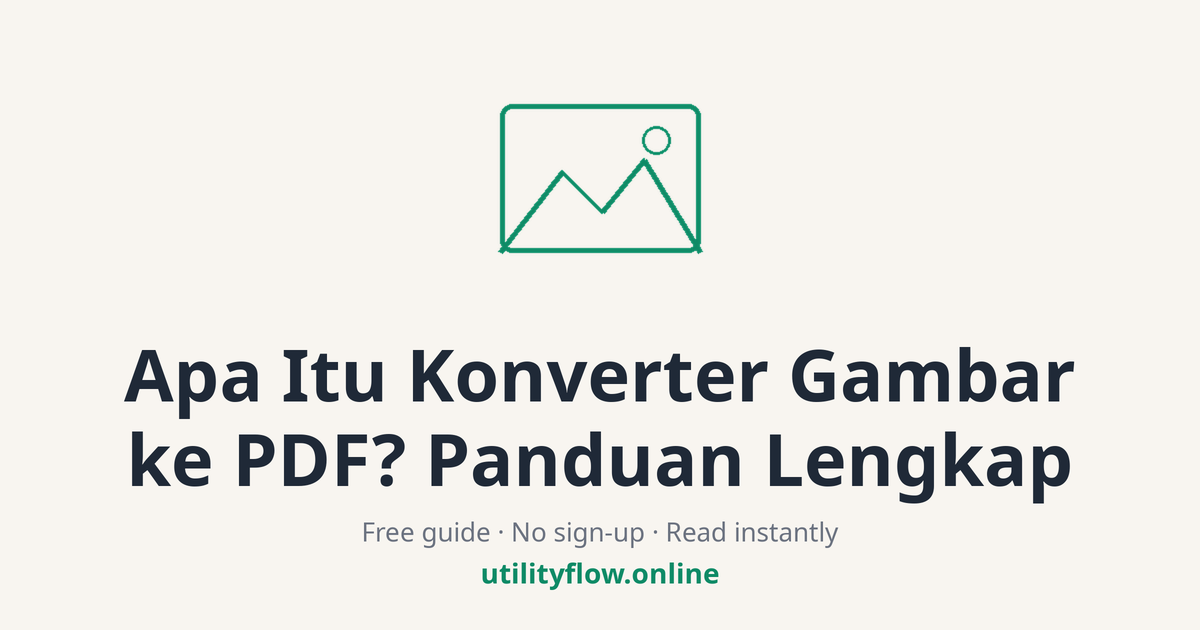 Apa Itu Konverter Gambar
ke PDF? Panduan Lengkap
Free guide · No sign-up · Read instantly
utilityflow.online